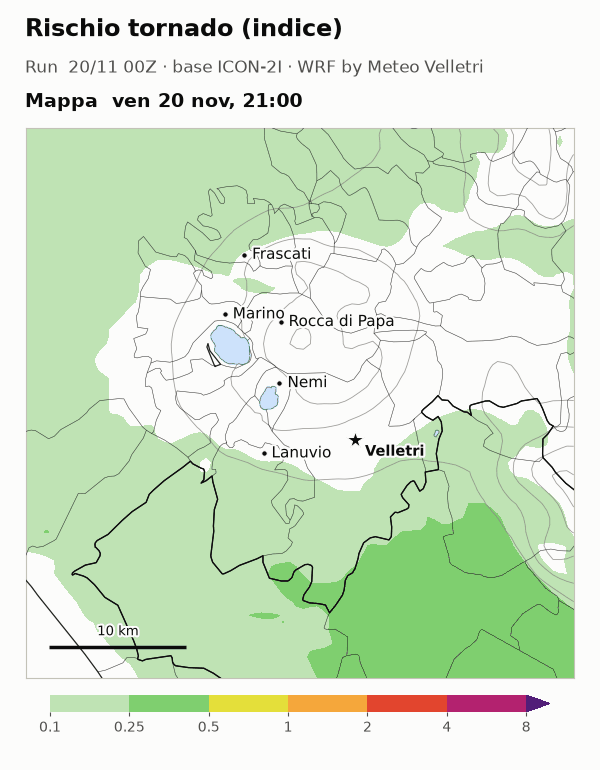 Rischio tornado (indice)
Run  20/11 00Z · base ICON-2I · WRF by Meteo Velletri
Mappa  ven 20 nov, 21:00
Frascati
Marino
Rocca di Papa
Nemi
Velletri
Lanuvio
10 km
0.1 0.25 0.5 1 2 4 8